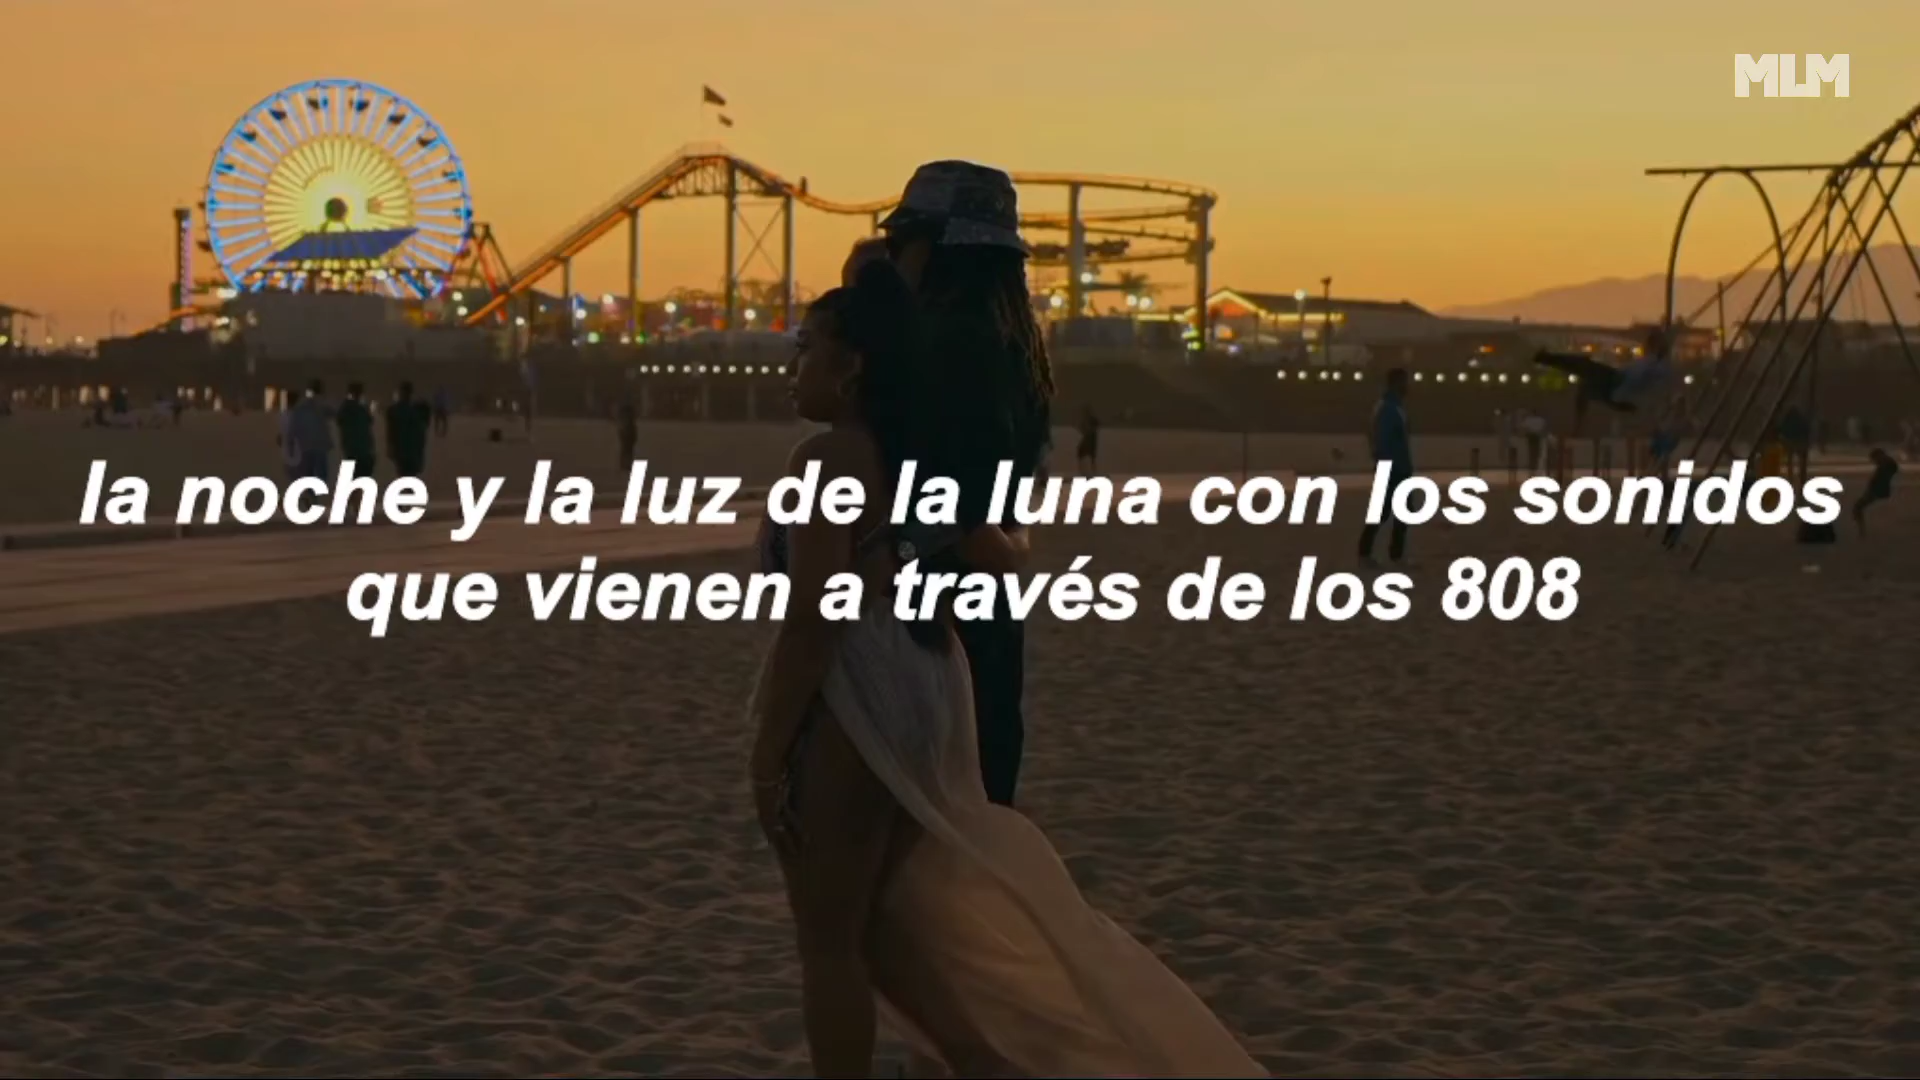 MLM
la noche y la luz de la luna con los sonidos
que vienen a través de los 808